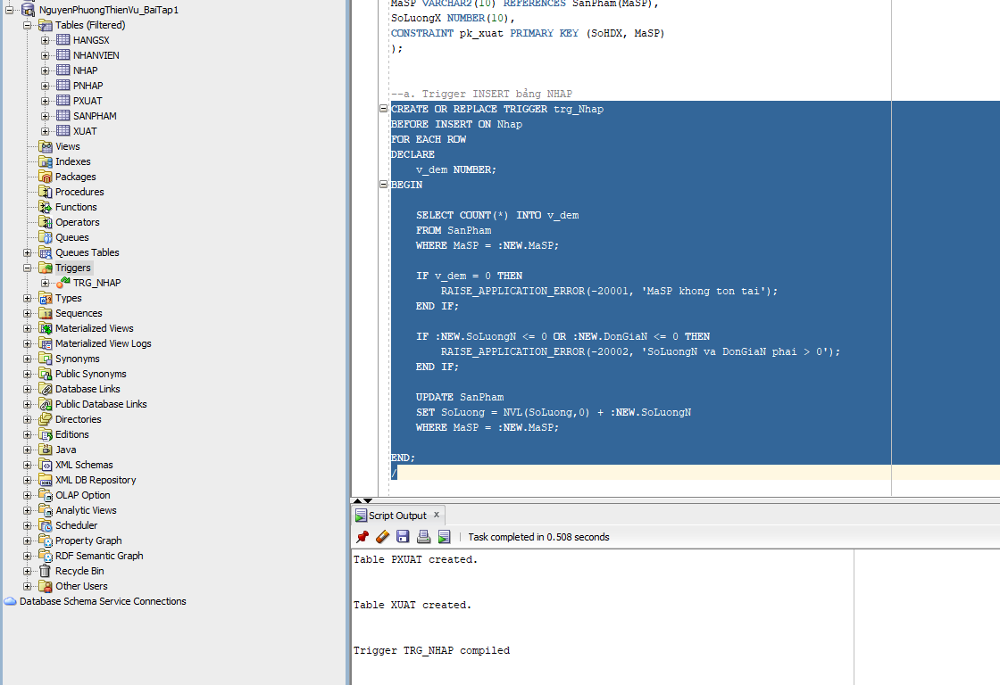 NguyenPhuongThienVu_BaiTap1
Tables (Filtered)
HANGSX
NHANVIEN
NHAP
PNHAP
PXUAT
SANPHAM
XUAT
Views
Indexes
Packages
Procedures
Functions
Operators
Queues
Queues Tables
Triggers
TRG_NHAP
Types
Sequences
Materialized Views
Materialized View Logs
Synonyms
Public Synonyms
Database Links
Public Database Links
Directories
Editions
Java
XML Schemas
XML DB Repository
OLAP Option
Analytic Views
Scheduler
Property Graph
RDF Semantic Graph
Recycle Bin
Other Users
Database Schema Service Connections
MaSP VARCHAR2(10) REFERENCES SanPham(MaSP),
SoLuongX NUMBER(10),
CONSTRAINT pk_xuat PRIMARY KEY (SoHDX, MaSP)
);
--a. Trigger INSERT bảng NHAP
CREATE OR REPLACE TRIGGER trg_Nhap
BEFORE INSERT ON Nhap
FOR EACH ROW
DECLARE
v_dem NUMBER;
BEGIN
SELECT COUNT(*) INTO v_dem
FROM SanPham
WHERE MaSP = :NEW.MaSP;
IF v_dem = 0 THEN
RAISE_APPLICATION_ERROR(-20001, 'MaSP khong ton tai');
END IF;
IF :NEW.SoLuongN <= 0 OR :NEW.DonGiaN <= 0 THEN
RAISE_APPLICATION_ERROR(-20002, 'SoLuongN va DonGiaN phai > 0');
END IF;
UPDATE SanPham
SET SoLuong = NVL(SoLuong,0) + :NEW.SoLuongN
WHERE MaSP = :NEW.MaSP;
END;
/
Script Output x
Task completed in 0.508 seconds
Table PXUAT created.
Table XUAT created.
Trigger TRG_NHAP compiled